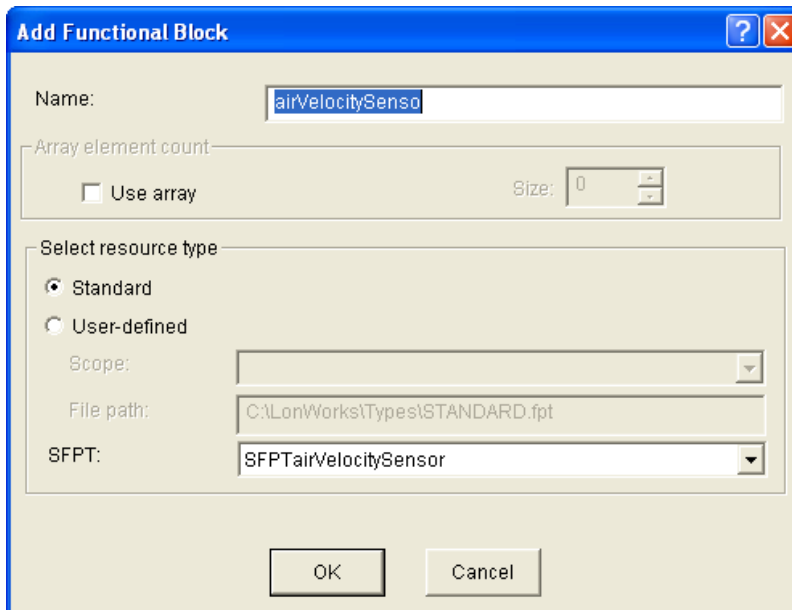 Add Functional Block
Name: airVelocitySenso
Array element count
Use array Size: 0
Select resource type
Standard
User-defined
Scope:
File path: C:\LonWorks\Types\STANDARD.fpt
SFPT: SFPTairVelocitySensor
OK Cancel